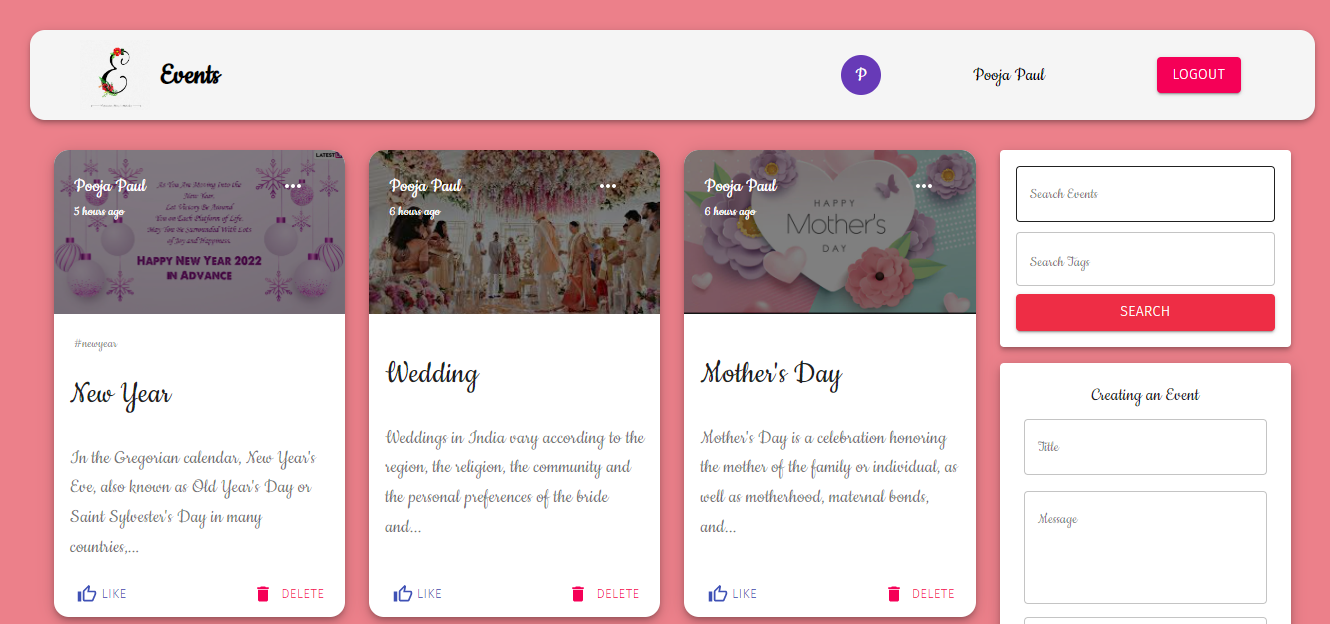 Events
P
Pooja Paul
LOGOUT
LATEST
Pooja Paul
5 hours ago
As You Are Moving Into the
New Year,
Let Victory Be Around
You on Each Platform of Life.
May You be Surrounded With Lots
of Joy and Happiness.
HAPPY NEW YEAR 2022
IN ADVANCE
#newyear
New Year
In the Gregorian calendar, New Year's
Eve, also known as Old Year's Day or
Saint Sylvester's Day in many
countries,...
LIKE
DELETE
Pooja Paul
6 hours ago
Wedding
Weddings in India vary according to the
region, the religion, the community and
the personal preferences of the bride
and...
LIKE
DELETE
Pooja Paul
6 hours ago
HAPPY
Mother's
DAY
Mother's Day
Mother's Day is a celebration honoring
the mother of the family or individual, as
well as motherhood, maternal bonds,
and...
LIKE
DELETE
Search Events
Search Tags
SEARCH
Creating an Event
Title
Message